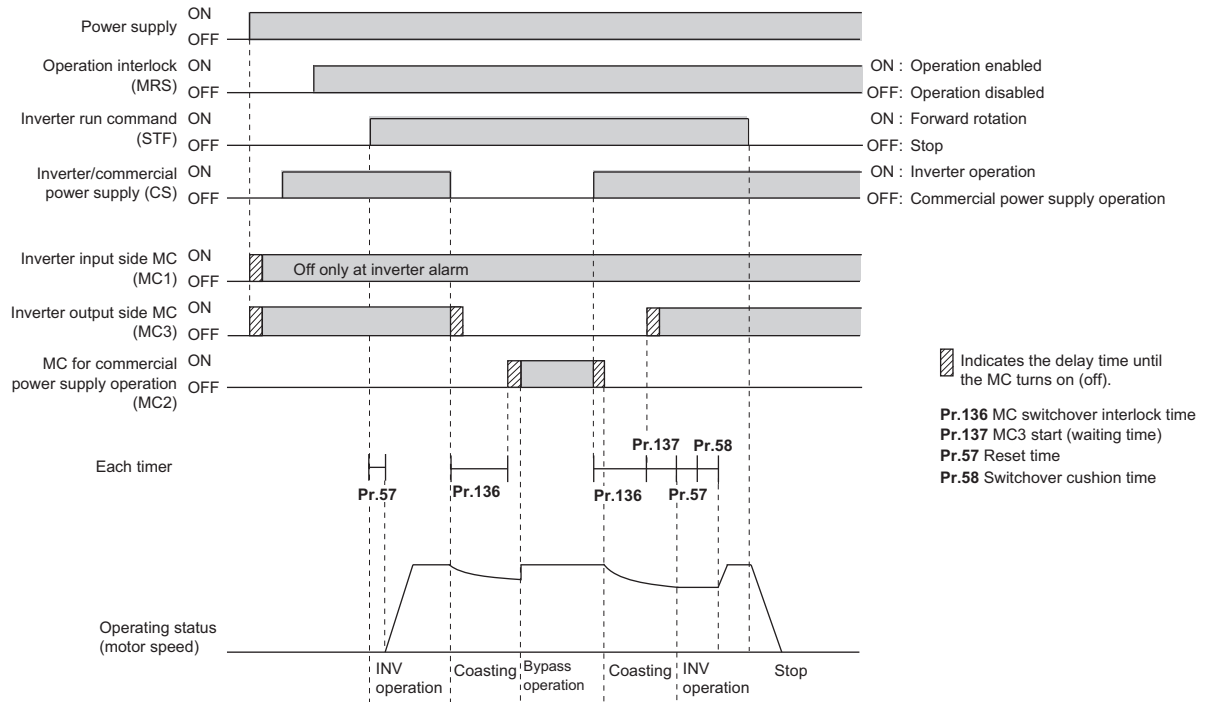 Power supply
ON
OFF
Operation interlock
(MRS)
ON
OFF
ON : Operation enabled
OFF: Operation disabled
Inverter run command
(STF)
ON
OFF
ON : Forward rotation
OFF: Stop
Inverter/commercial
power supply (CS)
ON
OFF
ON : Inverter operation
OFF: Commercial power supply operation
Inverter input side MC
(MC1)
ON
OFF
Off only at inverter alarm
Inverter output side MC
(MC3)
ON
OFF
MC for commercial
power supply operation
(MC2)
ON
OFF
Indicates the delay time until
the MC turns on (off).
Pr.136 MC switchover interlock time
Pr.137 MC3 start (waiting time)
Pr.57 Reset time
Pr.58 Switchover cushion time
Each timer
Pr.137 Pr.58
Pr.57
Pr.136
Pr.136
Pr.57
Operating status
(motor speed)
INV
operation
Coasting
Bypass
operation
Coasting
INV
operation
Stop